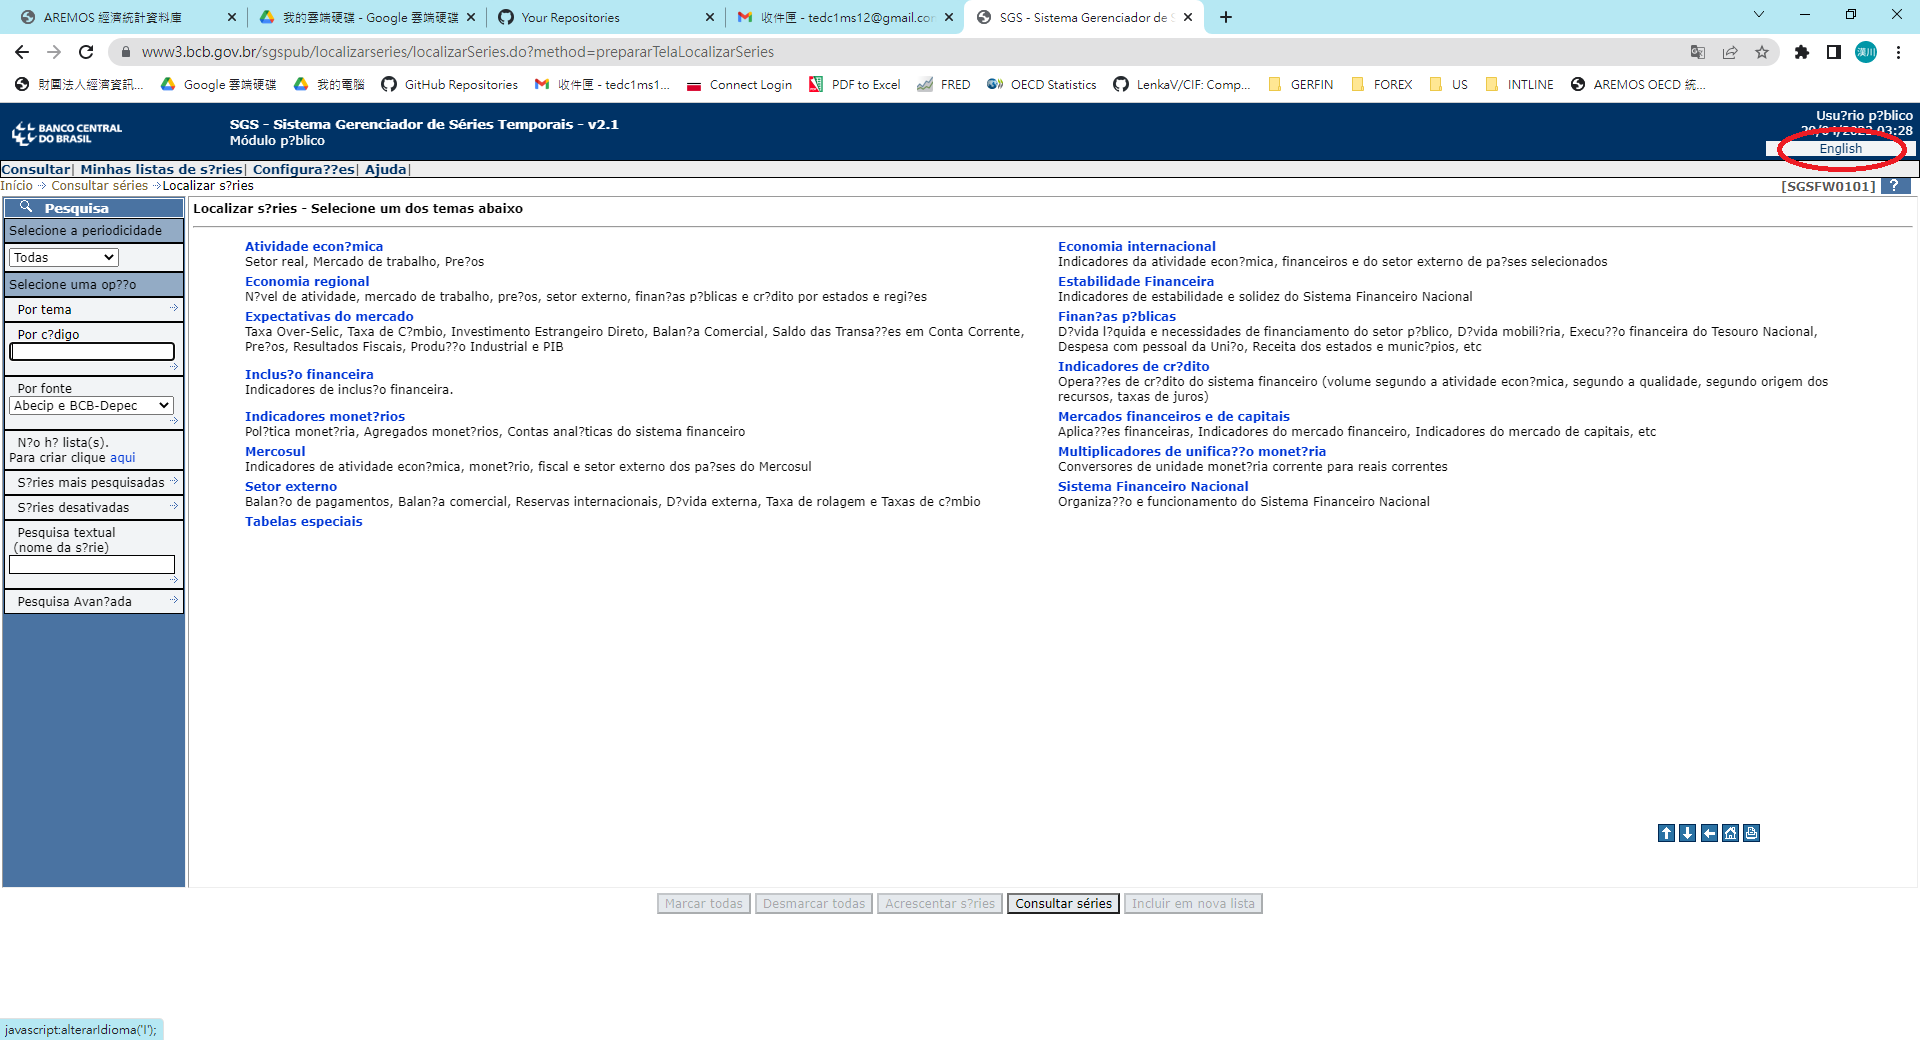 AREMOS 經濟統計資料庫
我的雲端硬碟 - Google 雲端硬碟
Your Repositories
收件匣 - tedc1ms12@gmail.co
SGS - Sistema Gerenciador de S
www3.bcb.gov.br/sgspub/localizarseries/localizarSeries.do?method=prepararTelaLocalizarSeries
漢川
財團法人經濟資訊...
Google 雲端硬碟
我的電腦
GitHub Repositories
收件匣 - tedc1ms1...
Connect Login
PDF to Excel
FRED
OECD Statistics
LenkaV/CIF: Comp...
GERFIN
FOREX
US
INTLINE
AREMOS OECD 統...
BANCO CENTRAL
DO BRASIL
SGS - Sistema Gerenciador de Séries Temporais - v2.1
Módulo p?blico
Usu?rio p?blico
29/04/2022 03:28
English
Consultar| Minhas listas de s?ries| Configura??es| Ajuda|
Início Consultar séries Localizar s?ries
[SGSFW0101] ?
Pesquisa
Selecione a periodicidade
Todas
Selecione uma op??o
Por tema
Por c?digo
Por fonte
Abecip e BCB-Depec
N?o h? lista(s).
Para criar clique aqui
S?ries mais pesquisadas
S?ries desativadas
Pesquisa textual
(nome da s?rie)
Pesquisa Avan?ada
Localizar s?ries - Selecione um dos temas abaixo
Atividade econ?mica
Setor real, Mercado de trabalho, Pre?os
Economia regional
N?vel de atividade, mercado de trabalho, pre?os, setor externo, finan?as p?blicas e cr?dito por estados e regi?es
Expectativas do mercado
Taxa Over-Selic, Taxa de C?mbio, Investimento Estrangeiro Direto, Balan?a Comercial, Saldo das Transa??es em Conta Corrente,
Pre?os, Resultados Fiscais, Produ??o Industrial e PIB
Inclus?o financeira
Indicadores de inclus?o financeira.
Indicadores monet?rios
Pol?tica monet?ria, Agregados monet?rios, Contas anal?ticas do sistema financeiro
Mercosul
Indicadores de atividade econ?mica, monet?rio, fiscal e setor externo dos pa?ses do Mercosul
Setor externo
Balan?o de pagamentos, Balan?a comercial, Reservas internacionais, D?vida externa, Taxa de rolagem e Taxas de c?mbio
Tabelas especiais
Economia internacional
Indicadores da atividade econ?mica, financeiros e do setor externo de pa?ses selecionados
Estabilidade Financeira
Indicadores de estabilidade e solidez do Sistema Financeiro Nacional
Finan?as p?blicas
D?vida l?quida e necessidades de financiamento do setor p?blico, D?vida mobili?ria, Execu??o financeira do Tesouro Nacional,
Despesa com pessoal da Uni?o, Receita dos estados e munic?pios, etc
Indicadores de cr?dito
Opera??es de cr?dito do sistema financeiro (volume segundo a atividade econ?mica, segundo a qualidade, segundo origem dos
recursos, taxas de juros)
Mercados financeiros e de capitais
Aplica??es financeiras, Indicadores do mercado financeiro, Indicadores do mercado de capitais, etc
Multiplicadores de unifica??o monet?ria
Conversores de unidade monet?ria corrente para reais correntes
Sistema Financeiro Nacional
Organiza??o e funcionamento do Sistema Financeiro Nacional
Marcar todas
Desmarcar todas
Acrescentar s?ries
Consultar séries
Incluir em nova lista
javascript:alterarIdioma('I');